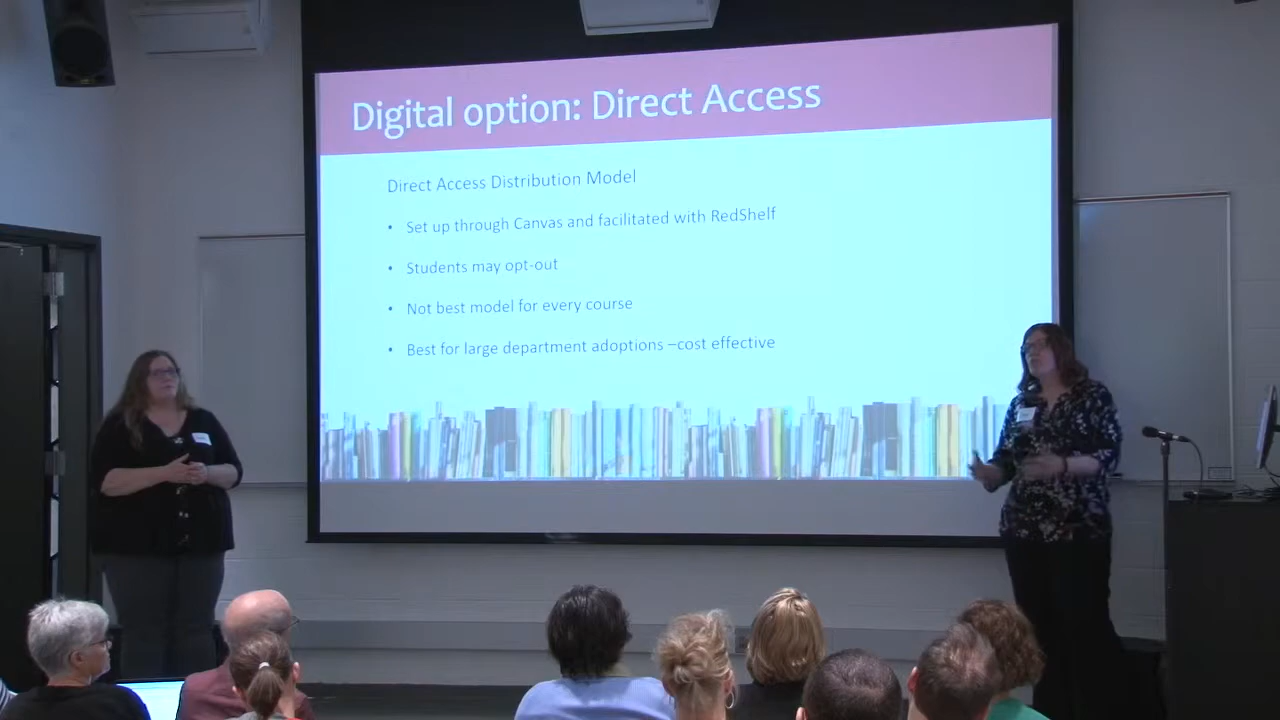 Digital option: Direct Access
Direct Access Distribution Model
• Set up through Canvas and facilitated with RedShelf
• Students may opt-out
• Not best model for every course
• Best for large department adoptions –cost effective